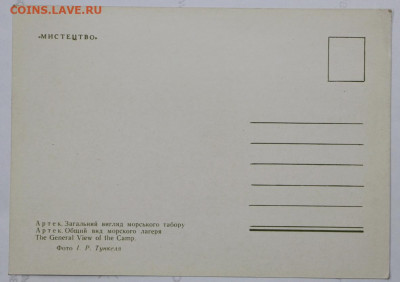 COINS.LAVE.RU
«МИСТЕЦТВО»
Артек. Загальний вигляд морського табору
Артек. Общий вид морского лагеря
The General View of the Camp.
Фото І. Р. Тункеля